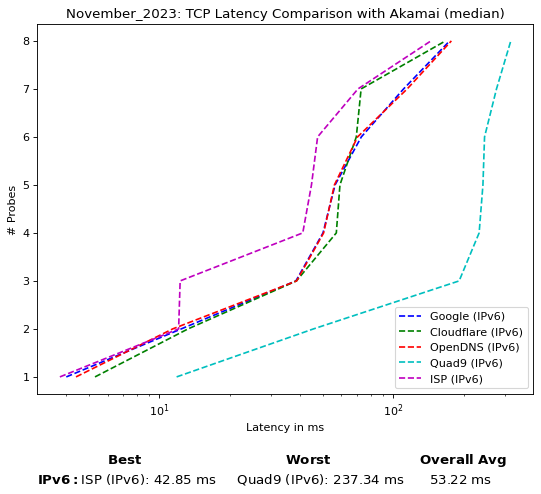 November_2023: TCP Latency Comparison with Akamai (median)
8
7
6
5
4
3
2
1
# Probes
10¹
10²
Latency in ms
Google (IPv6)
Cloudflare (IPv6)
OpenDNS (IPv6)
Quad9 (IPv6)
ISP (IPv6)
Best Worst Overall Avg
IPv6: ISP (IPv6): 42.85 ms Quad9 (IPv6): 237.34 ms 53.22 ms